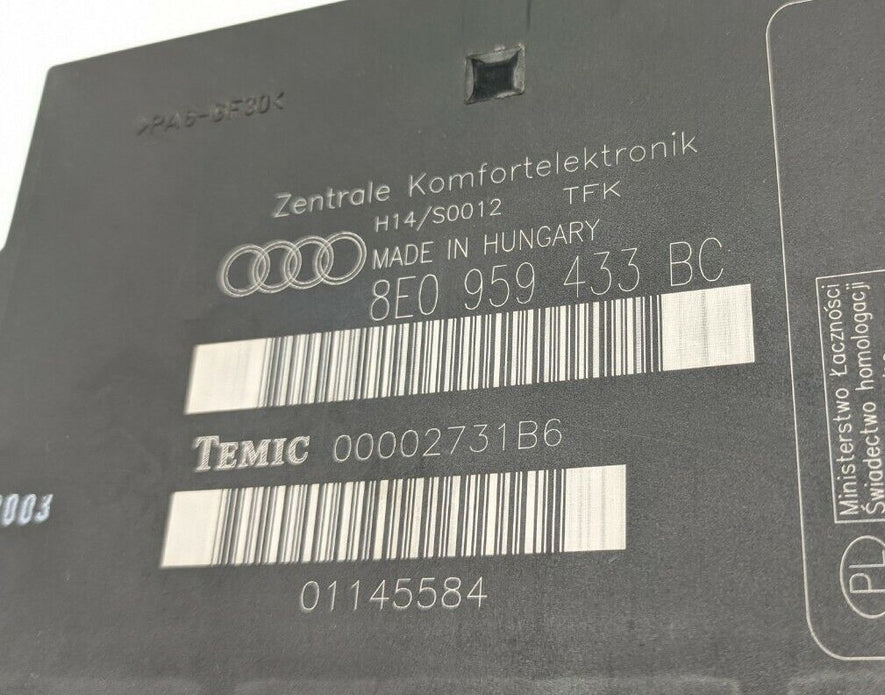 >PA6-GF30<
Zentrale Komfortelektronik
H14/S0012 TFK
MADE IN HUNGARY
8E0 959 433 BC
TEMIC 00002731B6
003
01145584
Ministerstwo Łaczności
Świadectwo homologacji
PL